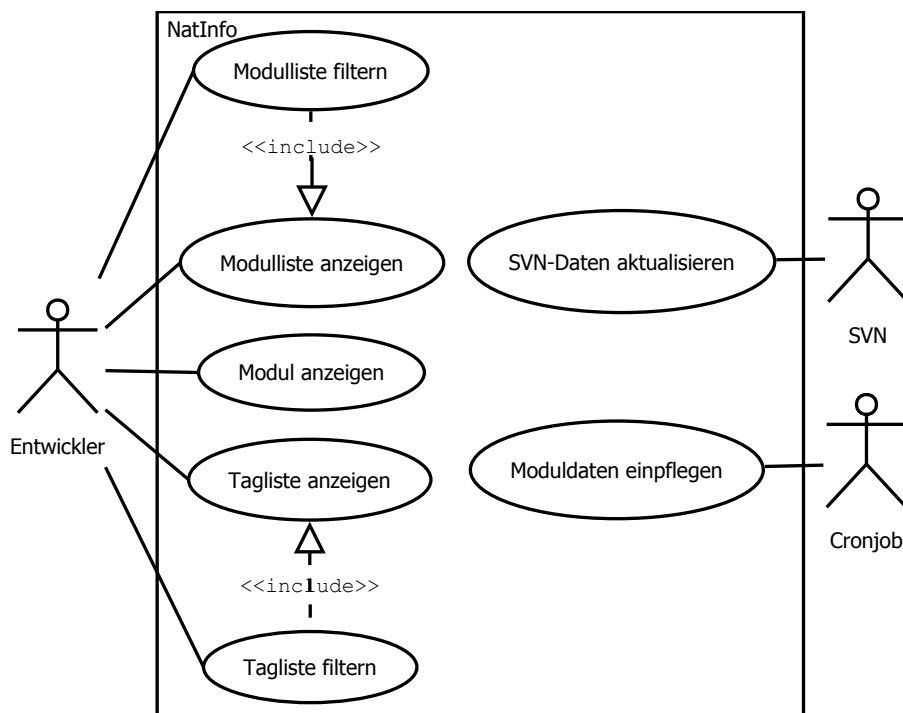 NatInfo
Modulliste filtern
<<include>>
Modulliste anzeigen
SVN-Daten aktualisieren
SVN
Modul anzeigen
Entwickler
Tagliste anzeigen
Moduldaten einpflegen
Cronjob
<<include>>
Tagliste filtern